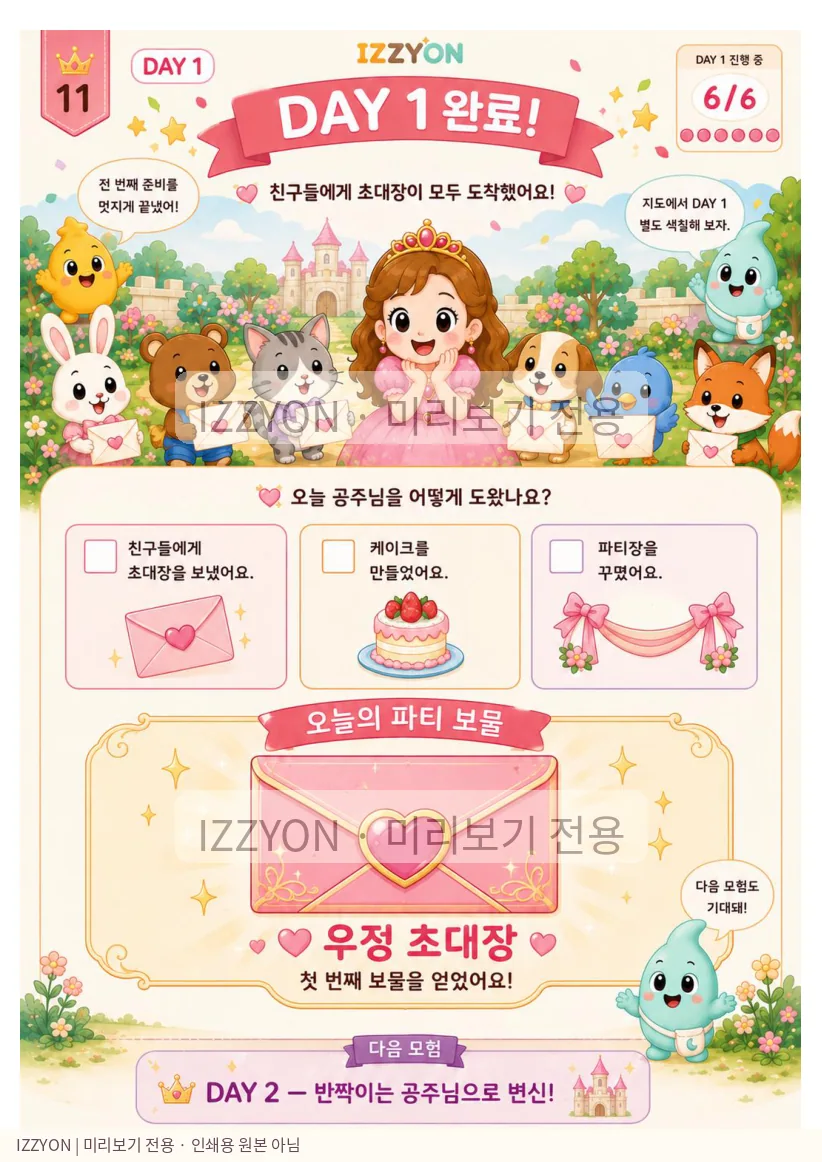 IZZYON
11
DAY 1
DAY 1 완료!
DAY 1 진행 중
6/6
친구들에게 초대장이 모두 도착했어요!
전 번째 준비를
멋지게 끝냈어!
지도에서 DAY 1
별도 색칠해 보자.
IZZYON · 미리보기 전용
오늘 공주님을 어떻게 도왔나요?
친구들에게
초대장을 보냈어요.
케이크를
만들었어요.
파티장을
꾸몄어요.
오늘의 파티 보물
IZZYON · 미리보기 전용
우정 초대장
첫 번째 보물을 얻었어요!
다음 모험도
기대돼!
다음 모험
DAY 2 – 반짝이는 공주님으로 변신!
IZZYON | 미리보기 전용 · 인쇄용 원본 아님